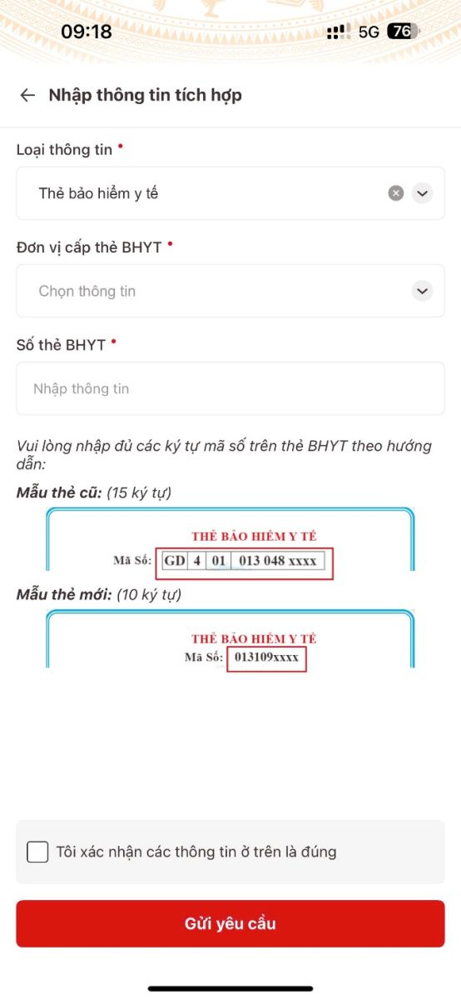 09:18
5G 76
Nhập thông tin tích hợp
Loại thông tin •
Thẻ bảo hiểm y tế
Đơn vị cấp thẻ BHYT •
Chọn thông tin
Số thẻ BHYT •
Nhập thông tin
Vui lòng nhập đủ các ký tự mã số trên thẻ BHYT theo hướng
dẫn:
Mẫu thẻ cũ: (15 ký tự)
THẺ BẢO HIỂM Y TẾ
Mã Số: GD 4 01 013 048 xxxx
Mẫu thẻ mới: (10 ký tự)
THẺ BẢO HIỂM Y TẾ
Mã Số: 013109xxxx
Tôi xác nhận các thông tin ở trên là đúng
Gửi yêu cầu